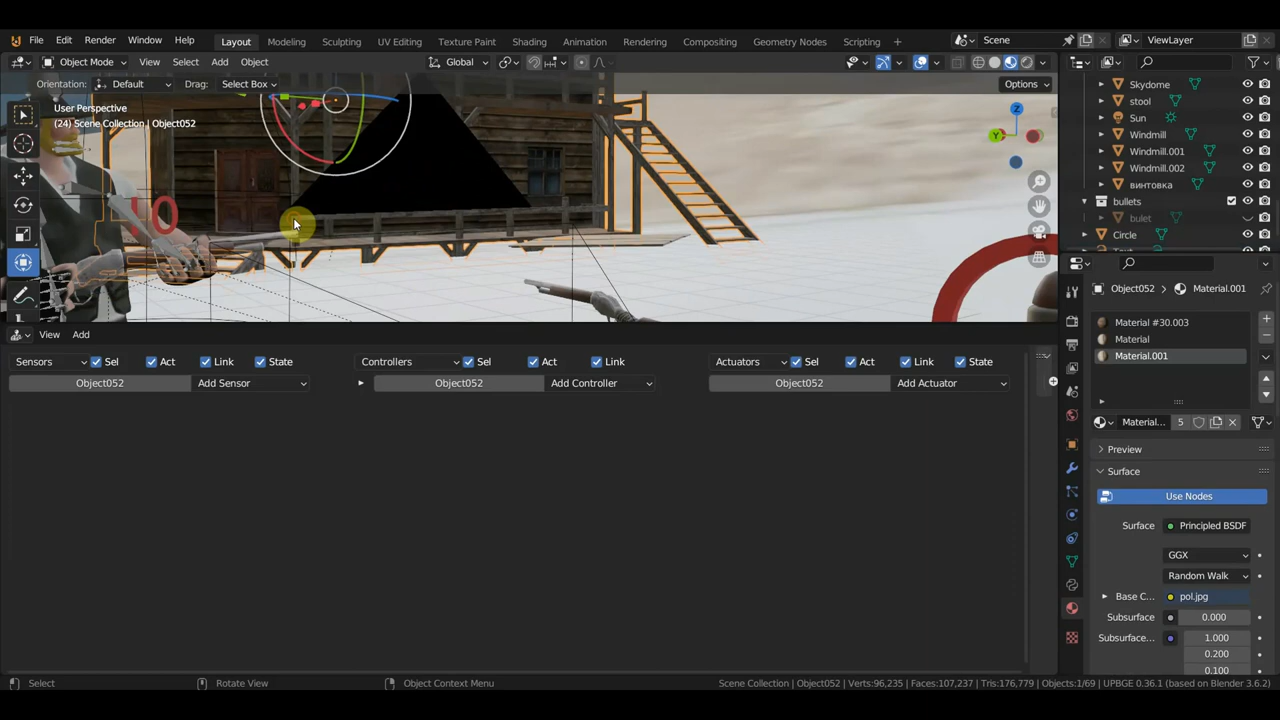 File Edit Render Window Help Layout Modeling Sculpting UV Editing Texture Paint Shading Animation Rendering Compositing Geometry Nodes Scripting + Scene ViewLayer
Object Mode View Select Add Object Global
Orientation: Default Drag: Select Box Options
User Perspective
(24) Scene Collection | Object052
10
Z
Y
Skydome
stool
Sun
Windmill
Windmill.001
Windmill.002
винтовка
bullets
bulet
Circle
Object052 > Material.001
Material #30.003
Material
Material.001
Material... 5
Preview
Surface
Use Nodes
Surface Principled BSDF
GGX
Random Walk
Base C... pol.jpg
Subsurface 0.000
Subsurface... 1.000
0.200
0.100
View Add
Sensors Sel Act Link State Controllers Sel Act Link Actuators Sel Act Link State
Object052 Add Sensor Object052 Add Controller Object052 Add Actuator
Select Rotate View Object Context Menu Scene Collection | Object052 | Verts:96,235 | Faces:107,237 | Tris:176,779 | Objects:1/69 | UPBGE 0.36.1 (based on Blender 3.6.2)